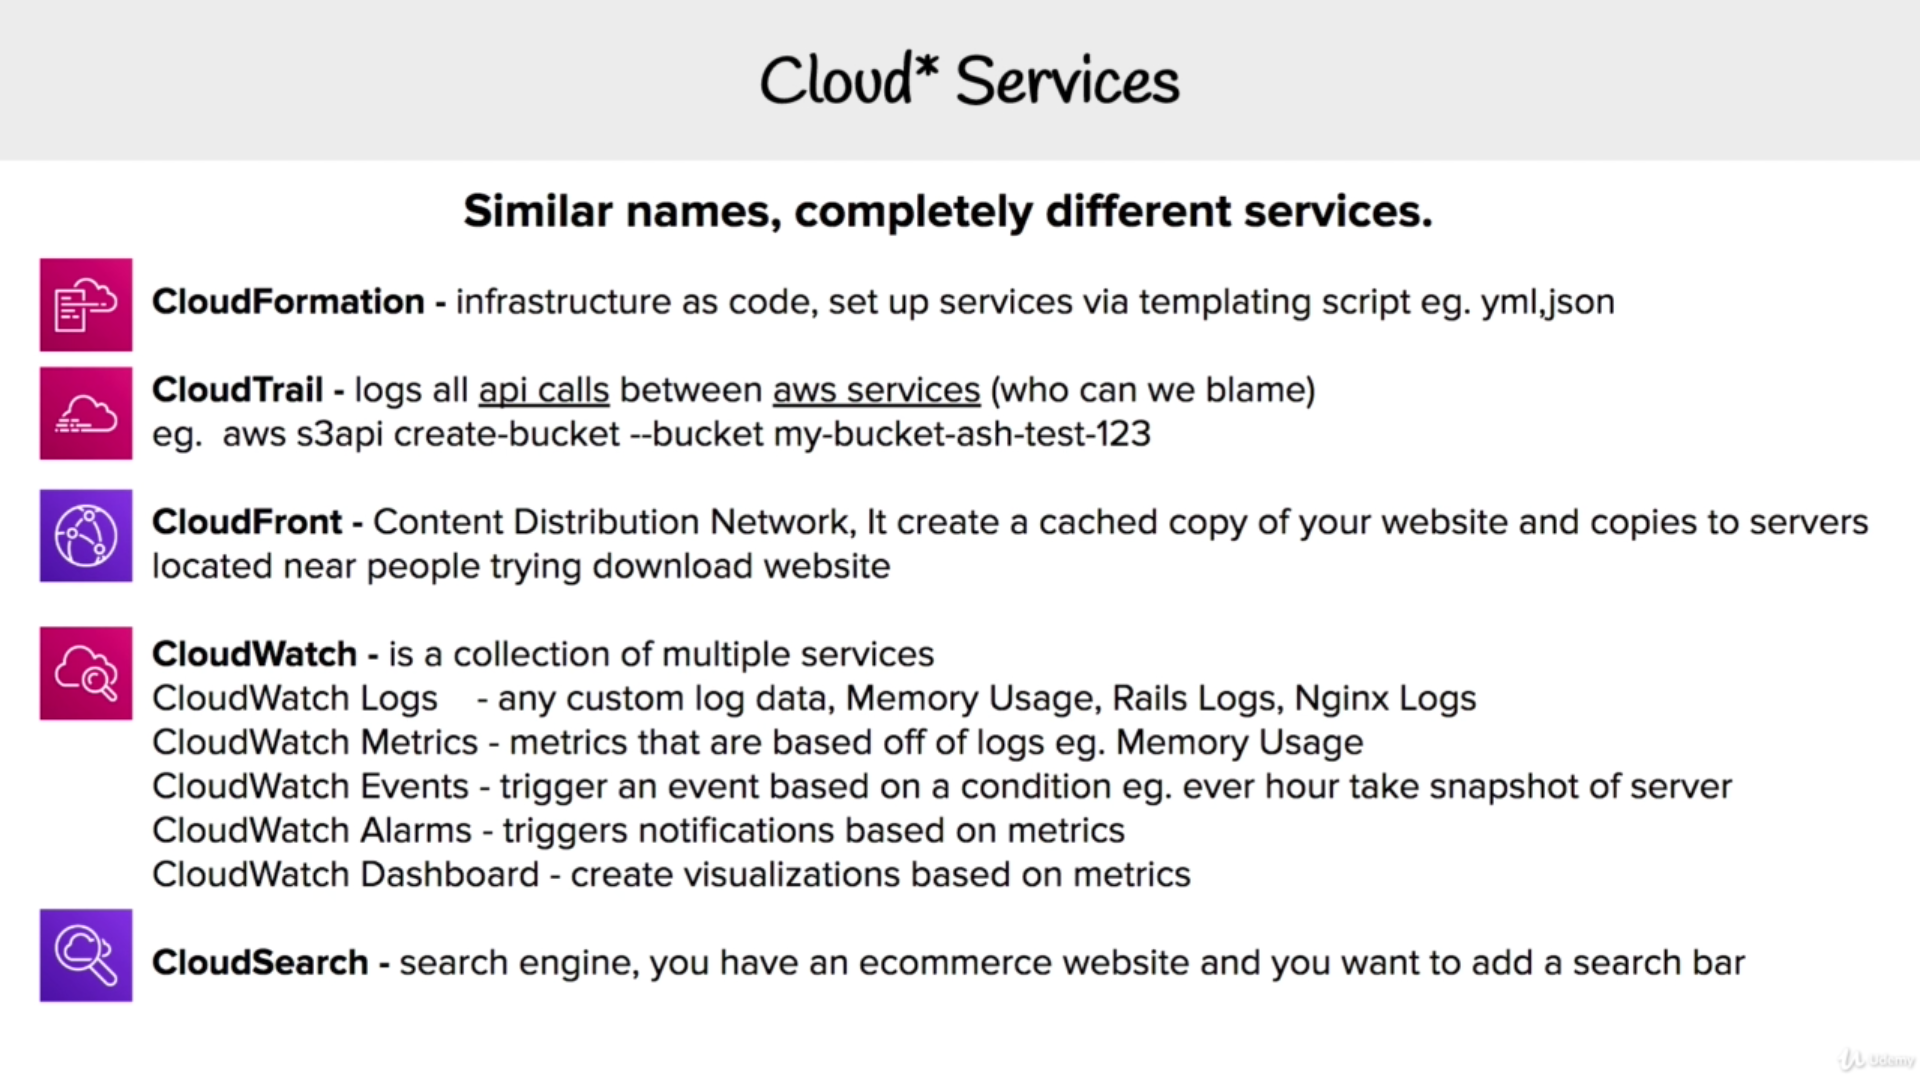 Cloud* Services
Similar names, completely different services.
CloudFormation - infrastructure as code, set up services via templating script eg. yml,json
CloudTrail - logs all api calls between aws services (who can we blame)
eg.  aws s3api create-bucket --bucket my-bucket-ash-test-123
CloudFront - Content Distribution Network, It create a cached copy of your website and copies to servers
located near people trying download website
CloudWatch - is a collection of multiple services
CloudWatch Logs    - any custom log data, Memory Usage, Rails Logs, Nginx Logs
CloudWatch Metrics - metrics that are based off of logs eg. Memory Usage
CloudWatch Events - trigger an event based on a condition eg. ever hour take snapshot of server
CloudWatch Alarms - triggers notifications based on metrics
CloudWatch Dashboard - create visualizations based on metrics
CloudSearch - search engine, you have an ecommerce website and you want to add a search bar
Udemy